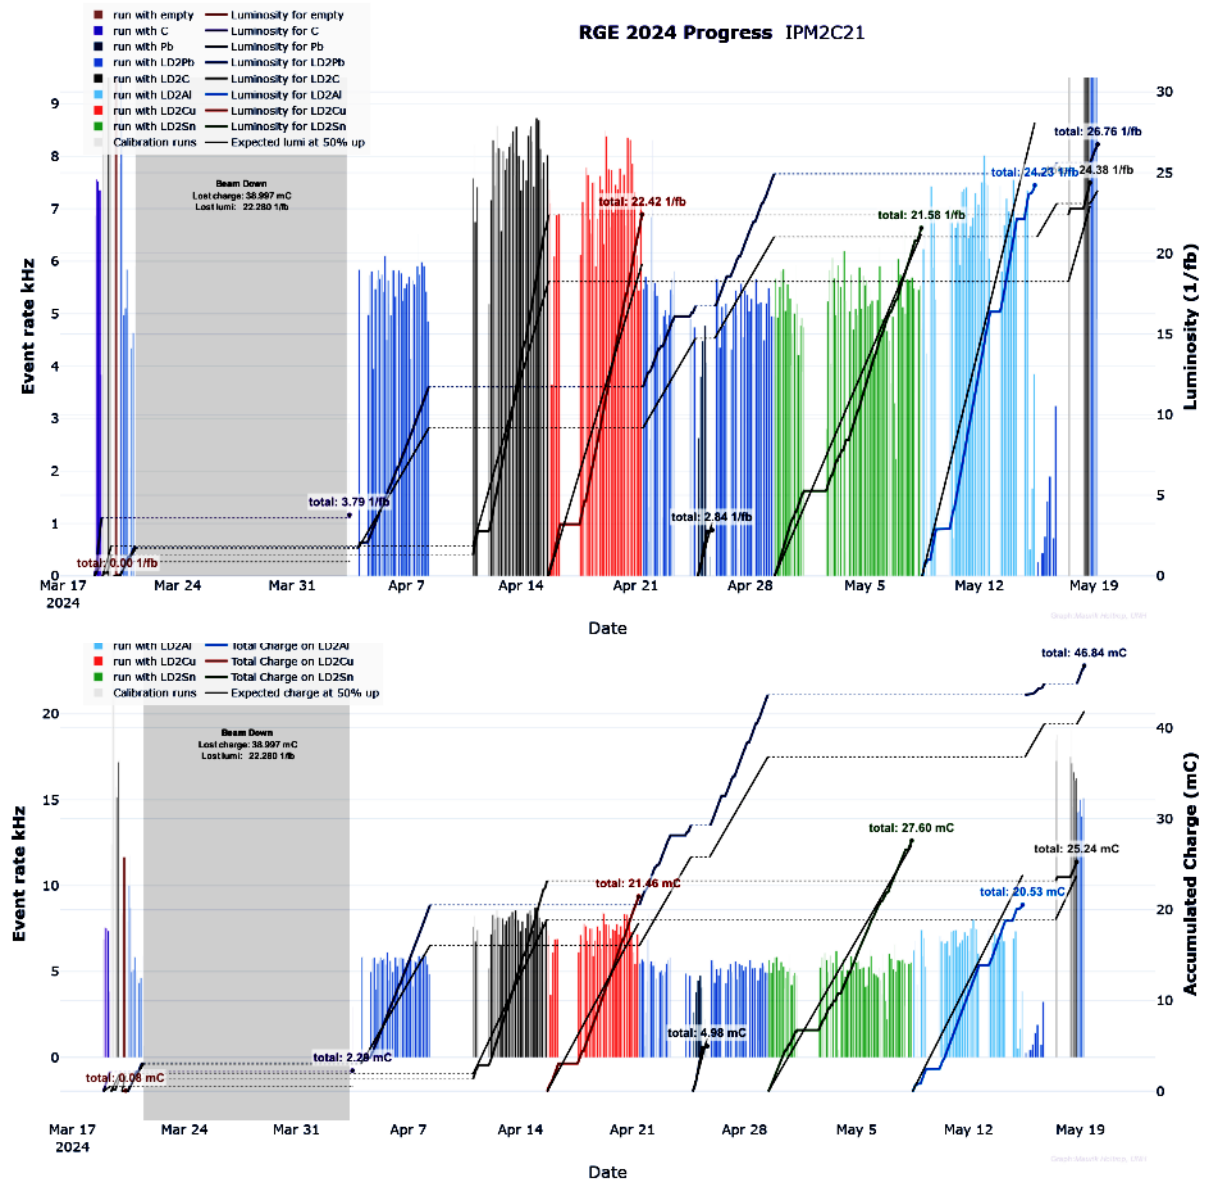 RGE 2024 Progress IPM2C21
run with empty Luminosity for empty
run with C Luminosity for C
run with Pb Luminosity for Pb
run with LD2Pb Luminosity for LD2Pb
run with LD2C Luminosity for LD2C
run with LD2Al Luminosity for LD2Al
run with LD2Cu Luminosity for LD2Cu
run with LD2Sn Luminosity for LD2Sn
Calibration runs Expected lumi at 50% up
Beam Down
Lost charge: 38.997 mC
Lost lumi: 22.280 1/fb
total: 26.76 1/fb
total: 24.23 1/fb
24.38 1/fb
total: 22.42 1/fb
total: 21.58 1/fb
total: 3.79 1/fb
total: 2.84 1/fb
total: 0.00 1/fb
Event rate kHz
9
8
7
6
5
4
3
2
1
0
Luminosity (1/fb)
30
25
20
15
10
5
0
Mar 17 Mar 24 Mar 31 Apr 7 Apr 14 Apr 21 Apr 28 May 5 May 12 May 19
2024
Date
run with LD2Al Total Charge on LD2Al
run with LD2Cu Total Charge on LD2Cu
run with LD2Sn Total Charge on LD2Sn
Calibration runs Expected charge at 50% up
Beam Down
Lost charge: 38.997 mC
Lost lumi: 22.280 1/fb
total: 46.84 mC
total: 27.60 mC
total: 25.24 mC
total: 21.46 mC
total: 20.53 mC
total: 4.98 mC
total: 2.29 mC
total: 0.08 mC
Event rate kHz
20
15
10
5
0
Accumulated Charge (mC)
40
30
20
10
0
Mar 17 Mar 24 Mar 31 Apr 7 Apr 14 Apr 21 Apr 28 May 5 May 12 May 19
2024
Date